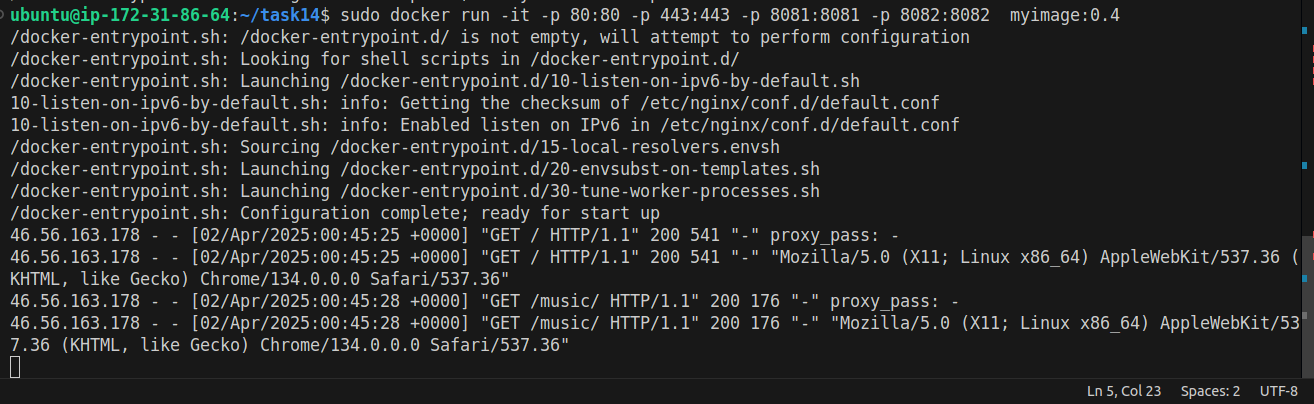 ubuntu@ip-172-31-86-64:~/task14$ sudo docker run -it -p 80:80 -p 443:443 -p 8081:8081 -p 8082:8082  myimage:0.4
/docker-entrypoint.sh: /docker-entrypoint.d/ is not empty, will attempt to perform configuration
/docker-entrypoint.sh: Looking for shell scripts in /docker-entrypoint.d/
/docker-entrypoint.sh: Launching /docker-entrypoint.d/10-listen-on-ipv6-by-default.sh
10-listen-on-ipv6-by-default.sh: info: Getting the checksum of /etc/nginx/conf.d/default.conf
10-listen-on-ipv6-by-default.sh: info: Enabled listen on IPv6 in /etc/nginx/conf.d/default.conf
/docker-entrypoint.sh: Sourcing /docker-entrypoint.d/15-local-resolvers.envsh
/docker-entrypoint.sh: Launching /docker-entrypoint.d/20-envsubst-on-templates.sh
/docker-entrypoint.sh: Launching /docker-entrypoint.d/30-tune-worker-processes.sh
/docker-entrypoint.sh: Configuration complete; ready for start up
46.56.163.178 - - [02/Apr/2025:00:45:25 +0000] "GET / HTTP/1.1" 200 541 "-" proxy_pass: -
46.56.163.178 - - [02/Apr/2025:00:45:25 +0000] "GET / HTTP/1.1" 200 541 "-" "Mozilla/5.0 (X11; Linux x86_64) AppleWebKit/537.36 (
KHTML, like Gecko) Chrome/134.0.0.0 Safari/537.36"
46.56.163.178 - - [02/Apr/2025:00:45:28 +0000] "GET /music/ HTTP/1.1" 200 176 "-" proxy_pass: -
46.56.163.178 - - [02/Apr/2025:00:45:28 +0000] "GET /music/ HTTP/1.1" 200 176 "-" "Mozilla/5.0 (X11; Linux x86_64) AppleWebKit/53
7.36 (KHTML, like Gecko) Chrome/134.0.0.0 Safari/537.36"
Ln 5, Col 23 Spaces: 2 UTF-8